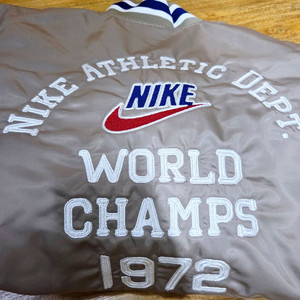 NIKE ATHLETIC DEPT.
NIKE
WORLD
CHAMPS
1972